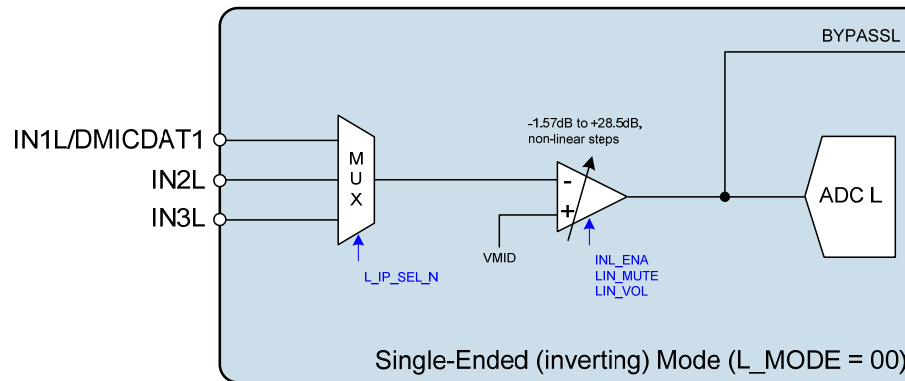 BYPASSL
IN1L/DMICDAT1
IN2L
IN3L
M
U
X
L_IP_SEL_N
-1.57dB to +28.5dB,
non-linear steps
-
+
VMID
INL_ENA
LIN_MUTE
LIN_VOL
ADC L
Single-Ended (inverting) Mode (L_MODE = 00)